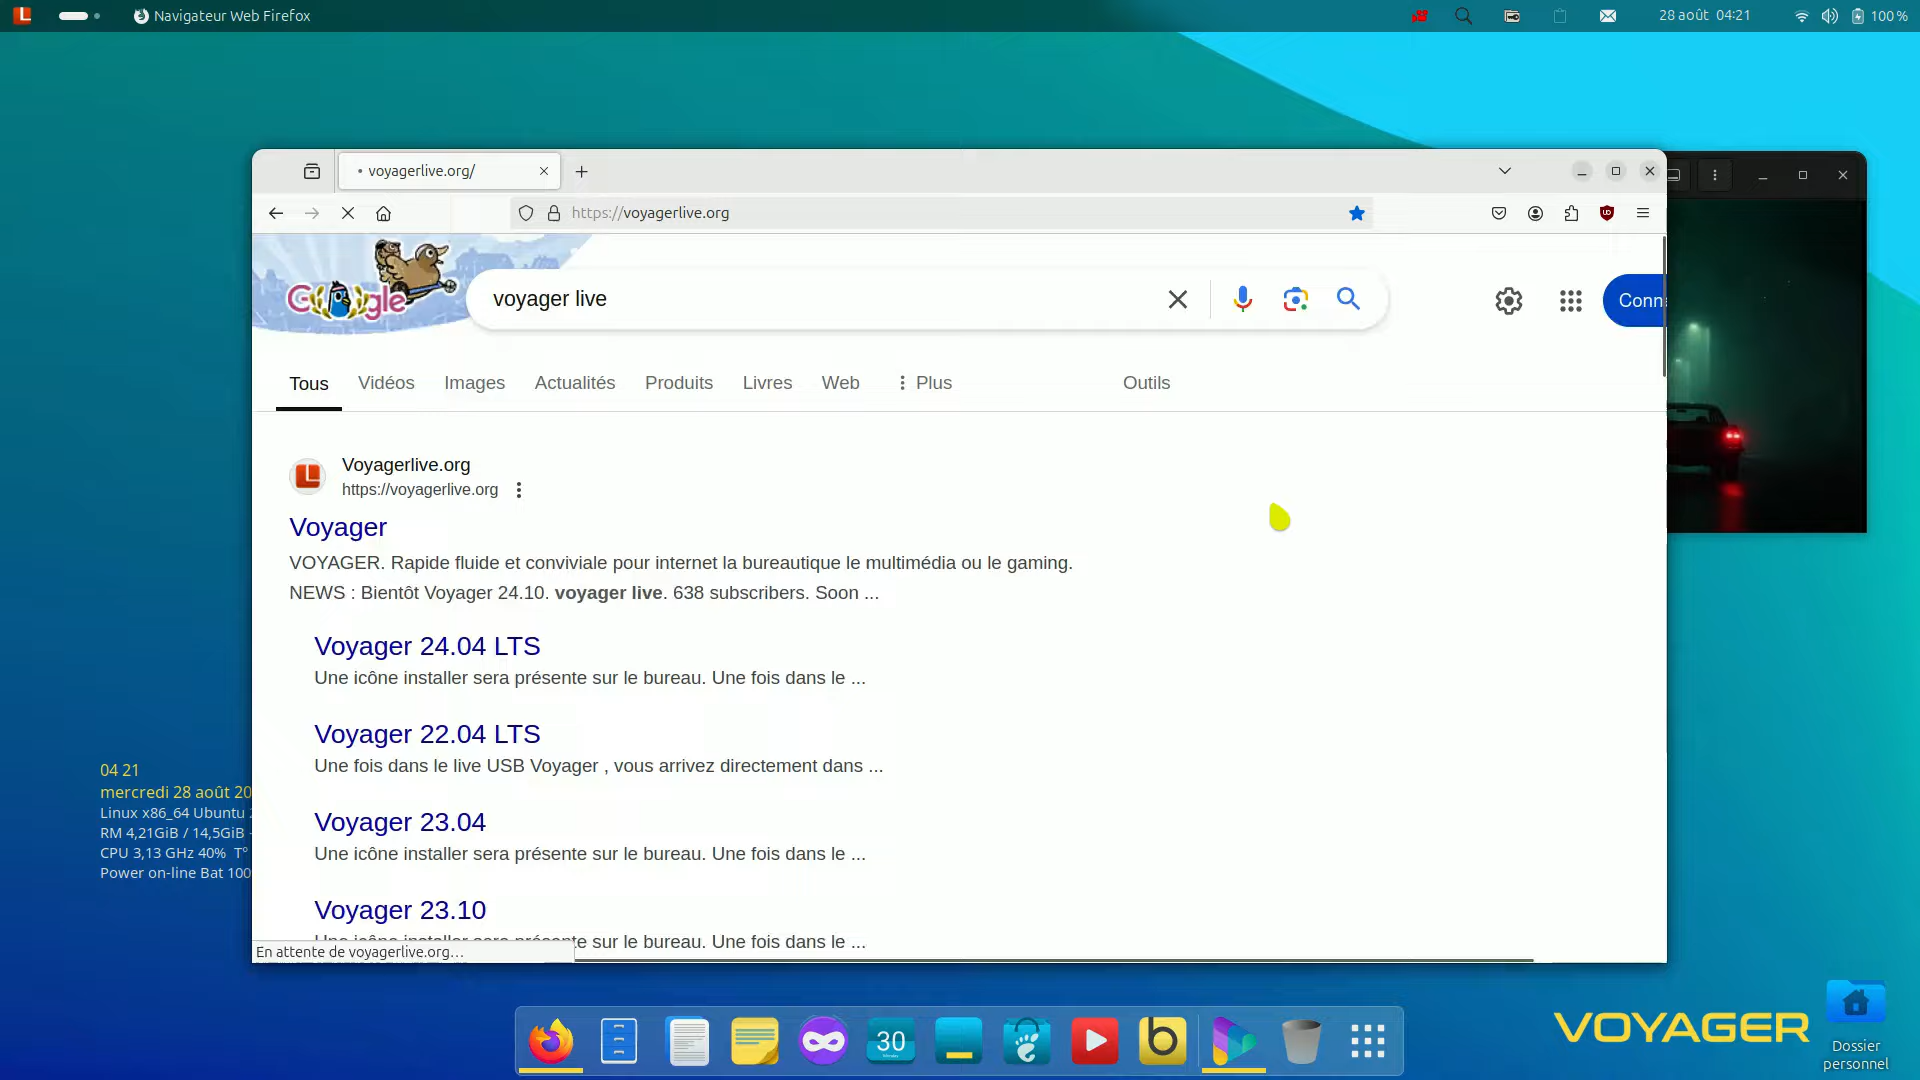 Navigateur Web Firefox
28 août 04:21
100 %
voyagerlive.org/
https://voyagerlive.org
Google
voyager live
Conn
Tous
Vidéos
Images
Actualités
Produits
Livres
Web
Plus
Outils
Voyagerlive.org
https://voyagerlive.org
Voyager
VOYAGER. Rapide fluide et conviviale pour internet la bureautique le multimédia ou le gaming.
NEWS : Bientôt Voyager 24.10. voyager live. 638 subscribers. Soon ...
Voyager 24.04 LTS
Une icône installer sera présente sur le bureau. Une fois dans le ...
Voyager 22.04 LTS
Une fois dans le live USB Voyager , vous arrivez directement dans ...
Voyager 23.04
Une icône installer sera présente sur le bureau. Une fois dans le ...
Voyager 23.10
Une icône installer sera présente sur le bureau. Une fois dans le ...
En attente de voyagerlive.org…
04 21
mercredi 28 août 20
Linux x86_64 Ubuntu
RM 4,21GiB / 14,5GiB -
CPU 3,13 GHz 40% T°
Power on-line Bat 100
30
b
VOYAGER
Dossier
personnel